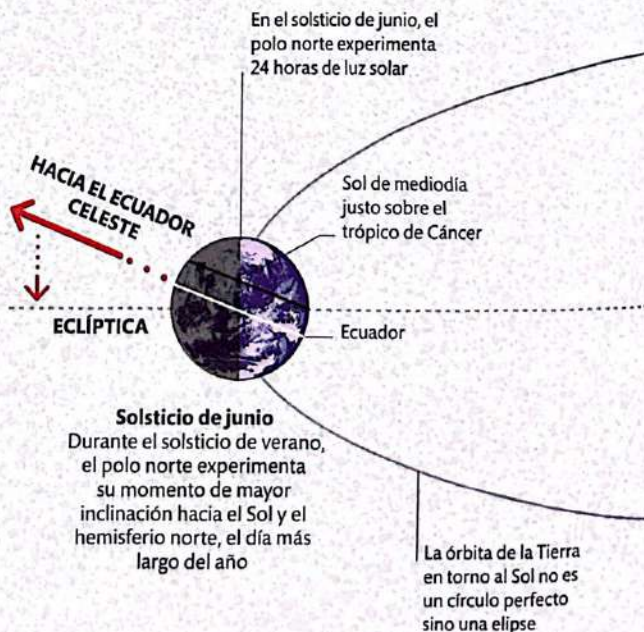 En el solsticio de junio, el
polo norte experimenta
24 horas de luz solar
HACIA EL ECUADOR
CELESTE
Sol de mediodía
justo sobre el
trópico de Cáncer
ECLÍPTICA
Ecuador
Solsticio de junio
Durante el solsticio de verano,
el polo norte experimenta
su momento de mayor
inclinación hacia el Sol y el
hemisferio norte, el día más
largo del año
La órbita de la Tierra
en torno al Sol no es
un círculo perfecto
sino una elipse